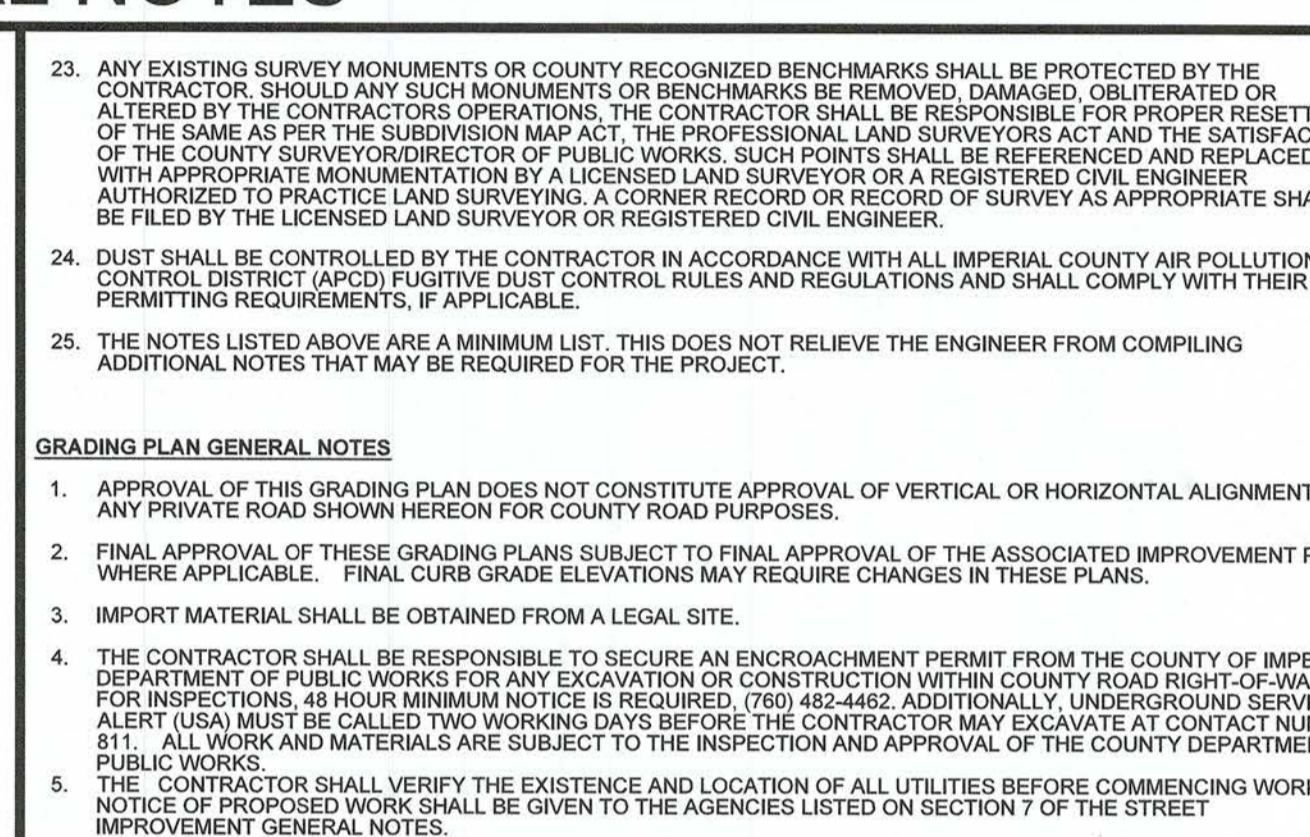 NOTES
23. ANY EXISTING SURVEY MONUMENTS OR COUNTY RECOGNIZED BENCHMARKS SHALL BE PROTECTED BY THE
CONTRACTOR. SHOULD ANY SUCH MONUMENTS OR BENCHMARKS BE REMOVED, DAMAGED, OBLITERATED OR
ALTERED BY THE CONTRACTORS OPERATIONS, THE CONTRACTOR SHALL BE RESPONSIBLE FOR PROPER RESETT
OF THE SAME AS PER THE SUBDIVISION MAP ACT, THE PROFESSIONAL LAND SURVEYORS ACT AND THE SATISFAC
OF THE COUNTY SURVEYOR/DIRECTOR OF PUBLIC WORKS. SUCH POINTS SHALL BE REFERENCED AND REPLACED
WITH APPROPRIATE MONUMENTATION BY A LICENSED LAND SURVEYOR OR A REGISTERED CIVIL ENGINEER
AUTHORIZED TO PRACTICE LAND SURVEYING. A CORNER RECORD OR RECORD OF SURVEY AS APPROPRIATE SHA
BE FILED BY THE LICENSED LAND SURVEYOR OR REGISTERED CIVIL ENGINEER.
24. DUST SHALL BE CONTROLLED BY THE CONTRACTOR IN ACCORDANCE WITH ALL IMPERIAL COUNTY AIR POLLUTION
CONTROL DISTRICT (APCD) FUGITIVE DUST CONTROL RULES AND REGULATIONS AND SHALL COMPLY WITH THEIR
PERMITTING REQUIREMENTS, IF APPLICABLE.
25. THE NOTES LISTED ABOVE ARE A MINIMUM LIST. THIS DOES NOT RELIEVE THE ENGINEER FROM COMPILING
ADDITIONAL NOTES THAT MAY BE REQUIRED FOR THE PROJECT.
GRADING PLAN GENERAL NOTES
1. APPROVAL OF THIS GRADING PLAN DOES NOT CONSTITUTE APPROVAL OF VERTICAL OR HORIZONTAL ALIGNMENT
ANY PRIVATE ROAD SHOWN HEREON FOR COUNTY ROAD PURPOSES.
2. FINAL APPROVAL OF THESE GRADING PLANS SUBJECT TO FINAL APPROVAL OF THE ASSOCIATED IMPROVEMENT
WHERE APPLICABLE. FINAL CURB GRADE ELEVATIONS MAY REQUIRE CHANGES IN THESE PLANS.
3. IMPORT MATERIAL SHALL BE OBTAINED FROM A LEGAL SITE.
4. THE CONTRACTOR SHALL BE RESPONSIBLE TO SECURE AN ENCROACHMENT PERMIT FROM THE COUNTY OF IMPE
DEPARTMENT OF PUBLIC WORKS FOR ANY EXCAVATION OR CONSTRUCTION WITHIN COUNTY ROAD RIGHT-OF-WA
FOR INSPECTIONS, 48 HOUR MINIMUM NOTICE IS REQUIRED, (760) 482-4462. ADDITIONALLY, UNDERGROUND SERVI
ALERT (USA) MUST BE CALLED TWO WORKING DAYS BEFORE THE CONTRACTOR MAY EXCAVATE AT CONTACT NU
811. ALL WORK AND MATERIALS ARE SUBJECT TO THE INSPECTION AND APPROVAL OF THE COUNTY DEPARTME
PUBLIC WORKS.
5. THE CONTRACTOR SHALL VERIFY THE EXISTENCE AND LOCATION OF ALL UTILITIES BEFORE COMMENCING WORK
NOTICE OF PROPOSED WORK SHALL BE GIVEN TO THE AGENCIES LISTED ON SECTION 7 OF THE STREET
IMPROVEMENT GENERAL NOTES.